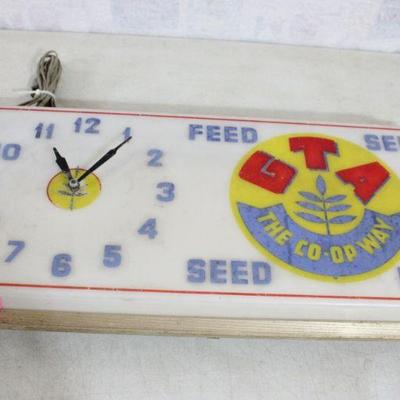 11 12 1
10 2
3
4
7 6 5
FEED
GTA
THE CO-OP WAY
SEED